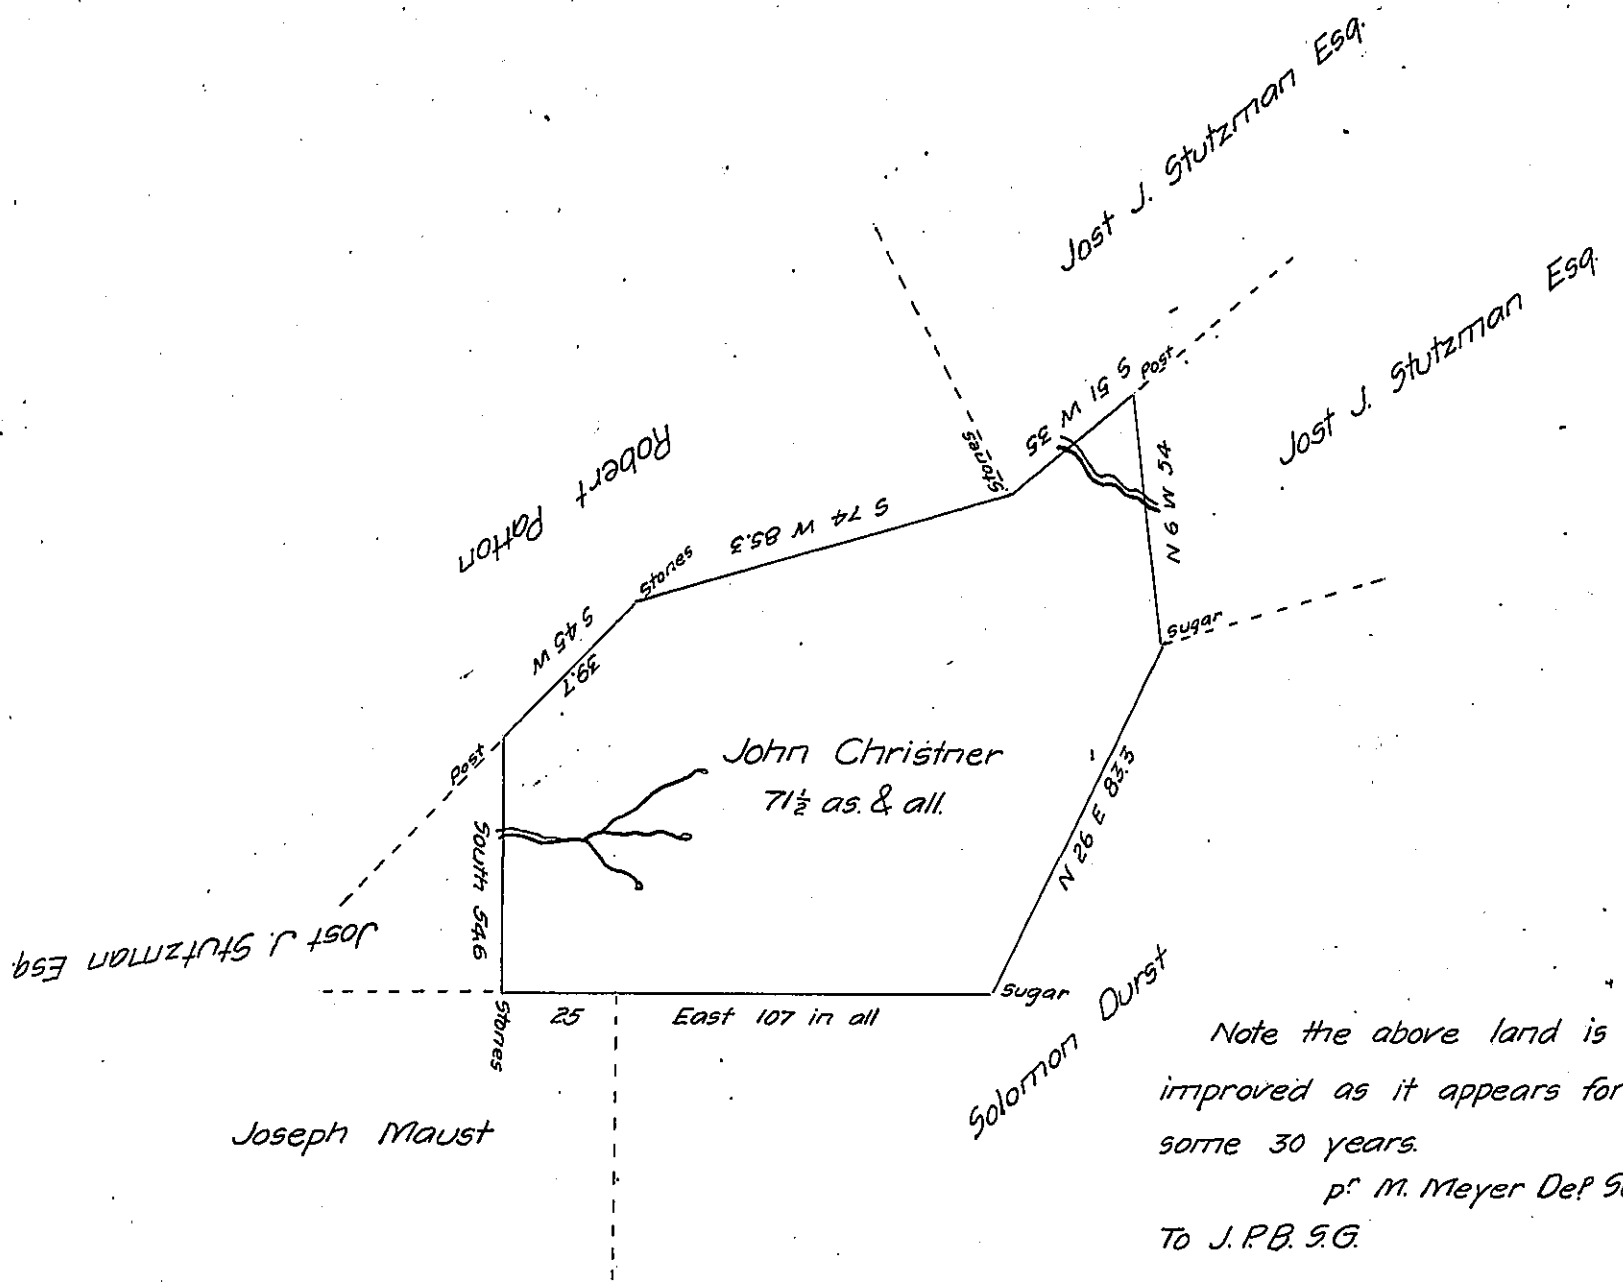 Jost J. Stutzman Esq.
Jost J. Stutzman Esq.
Post
S 51 W 35
Stones
N 6 W 54
Robert Patton
S 74 W 85.3
Stones
S 45 W
39.7
Sugar
Post
John Christner
71½ as. & all.
N 26 E 83.3
South 54.6
Jost J. Stutzman Esq.
Stones
25
East 107 in all
Sugar
Solomon Durst
Joseph Maust
Note the above land is
improved as it appears for
some 30 years.
pr M. Meyer Dep S
To J.P.B. S.G.